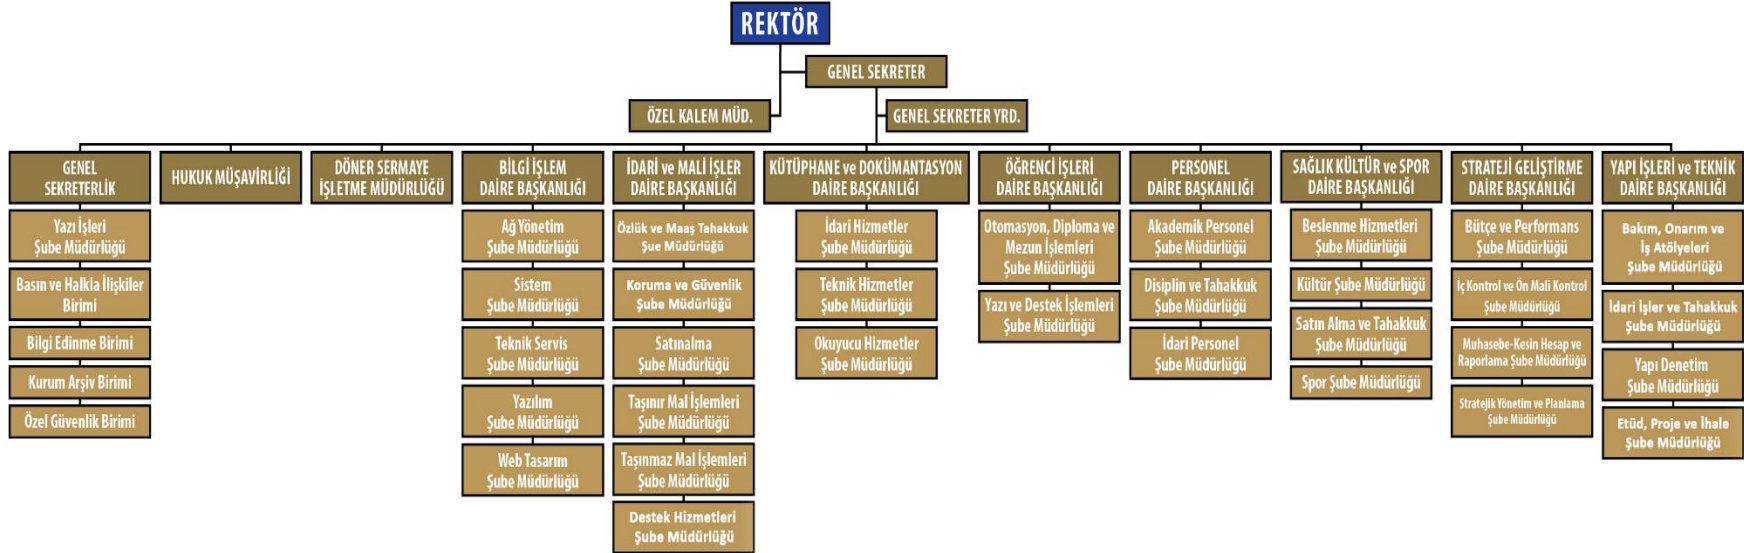 REKTÖR
GENEL SEKRETER
ÖZEL KALEM MÜD.
GENEL SEKRETER YRD.
GENEL
SEKRETERLİK
Yazı İşleri
Şube Müdürlüğü
Basın ve Halkla İlişkiler
Birimi
Bilgi Edinme Birimi
Kurum Arşiv Birimi
Özel Güvenlik Birimi
HUKUK MÜŞAVİRLİĞİ
DÖNER SERMAYE
İŞLETME MÜDÜRLÜĞÜ
BİLGİ İŞLEM
DAİRE BAŞKANLIĞI
Ağ Yönetim
Şube Müdürlüğü
Sistem
Şube Müdürlüğü
Teknik Servis
Şube Müdürlüğü
Yazılım
Şube Müdürlüğü
Web Tasarım
Şube Müdürlüğü
İDARİ ve MALİ İŞLER
DAİRE BAŞKANLIĞI
Özlük ve Maaş Tahakkuk
Şue Müdürlüğü
Koruma ve Güvenlik
Şube Müdürlüğü
Satınalma
Şube Müdürlüğü
Taşınır Mal İşlemleri
Şube Müdürlüğü
Taşınmaz Mal İşlemleri
Şube Müdürlüğü
Destek Hizmetleri
Şube Müdürlüğü
KÜTÜPHANE ve DOKÜMANTASYON
DAİRE BAŞKANLIĞI
İdari Hizmetler
Şube Müdürlüğü
Teknik Hizmetler
Şube Müdürlüğü
Okuyucu Hizmetler
Şube Müdürlüğü
ÖĞRENCİ İŞLERİ
DAİRE BAŞKANLIĞI
Otomasyon, Diploma ve
Mezun İşlemleri
Şube Müdürlüğü
Yazı ve Destek İşlemleri
Şube Müdürlüğü
PERSONEL
DAİRE BAŞKANLIĞI
Akademik Personel
Şube Müdürlüğü
Disiplin ve Tahakkuk
Şube Müdürlüğü
İdari Personel
Şube Müdürlüğü
SAĞLIK KÜLTÜR ve SPOR
DAİRE BAŞKANLIĞI
Beslenme Hizmetleri
Şube Müdürlüğü
Kültür Şube Müdürlüğü
Satın Alma ve Tahakkuk
Şube Müdürlüğü
Spor Şube Müdürlüğü
STRATEJİ GELİŞTİRME
DAİRE BAŞKANLIĞI
Bütçe ve Performans
Şube Müdürlüğü
İç Kontrol ve Ön Mali Kontrol
Şube Müdürlüğü
Muhasebe-Kesin Hesap ve
Raporlama Şube Müdürlüğü
Stratejik Yönetim ve Planlama
Şube Müdürlüğü
YAPI İŞLERİ ve TEKNİK
DAİRE BAŞKANLIĞI
Bakım, Onarım ve
İş Atölyeleri
Şube Müdürlüğü
İdari İşler ve Tahakkuk
Şube Müdürlüğü
Yapı Denetim
Şube Müdürlüğü
Etüd, Proje ve İhale
Şube Müdürlüğü